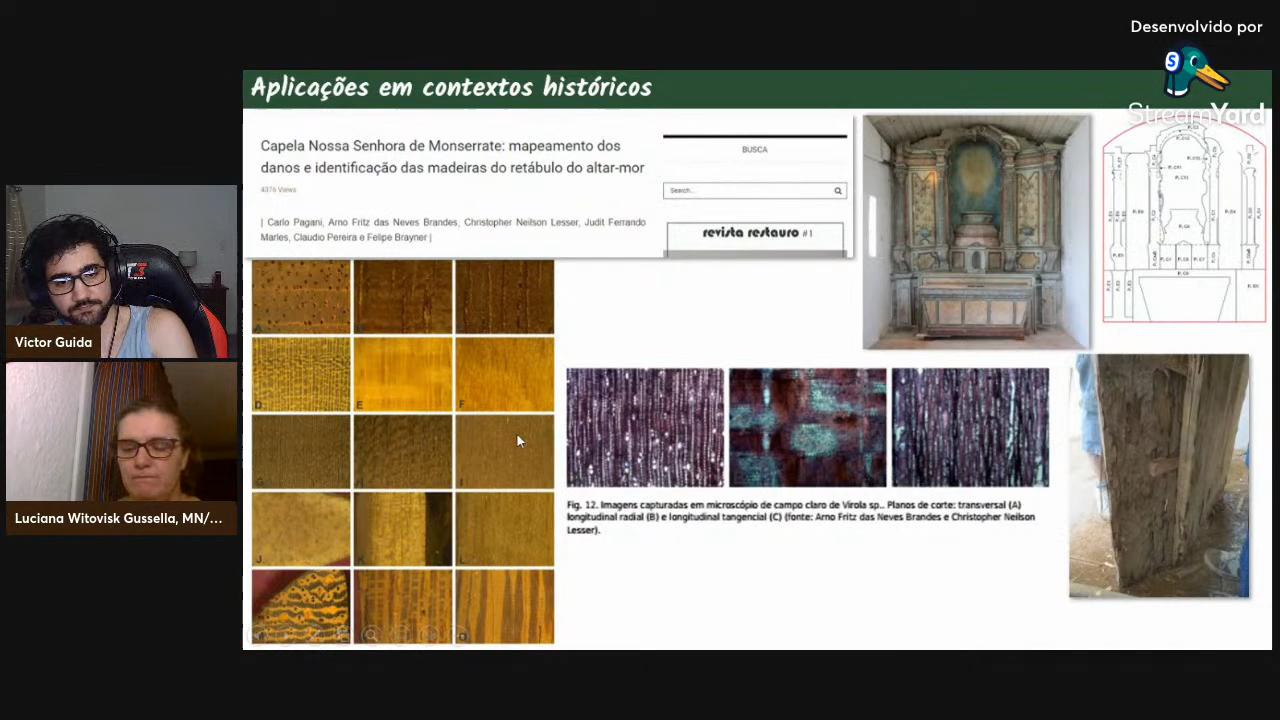 Desenvolvido por
S
StreamYard
Aplicações em contextos históricos
Capela Nossa Senhora de Monserrate: mapeamento dos
danos e identificação das madeiras do retábulo do altar-mor
4376 Views
| Carlo Pagani, Arno Fritz das Neves Brandes, Christopher Neilson Lesser, Judit Ferrando
Marles, Claudio Pereira e Felipe Brayner |
BUSCA
Search...
revista restauro #1
A
D
E
F
G
I
J
K
L
Fig. 12. Imagens capturadas em microscópio de campo claro de Virola sp.. Planos de corte: transversal (A)
longitudinal radial (B) e longitudinal tangencial (C) (fonte: Arno Fritz das Neves Brandes e Christopher Neilson
Lesser).
Victor Guida
Luciana Witovisk Gussella, MN/...